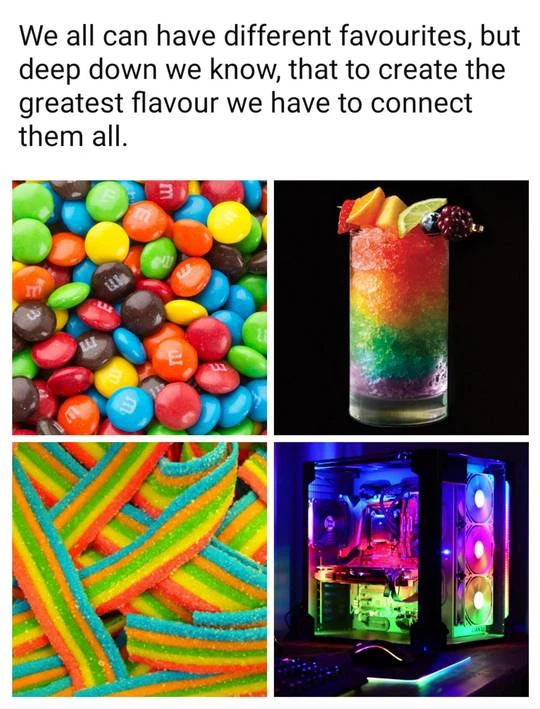 We all can have different favourites, but
deep down we know, that to create the
greatest flavour we have to connect
them all.
m
m
m
m
m
m
m
m
m
m